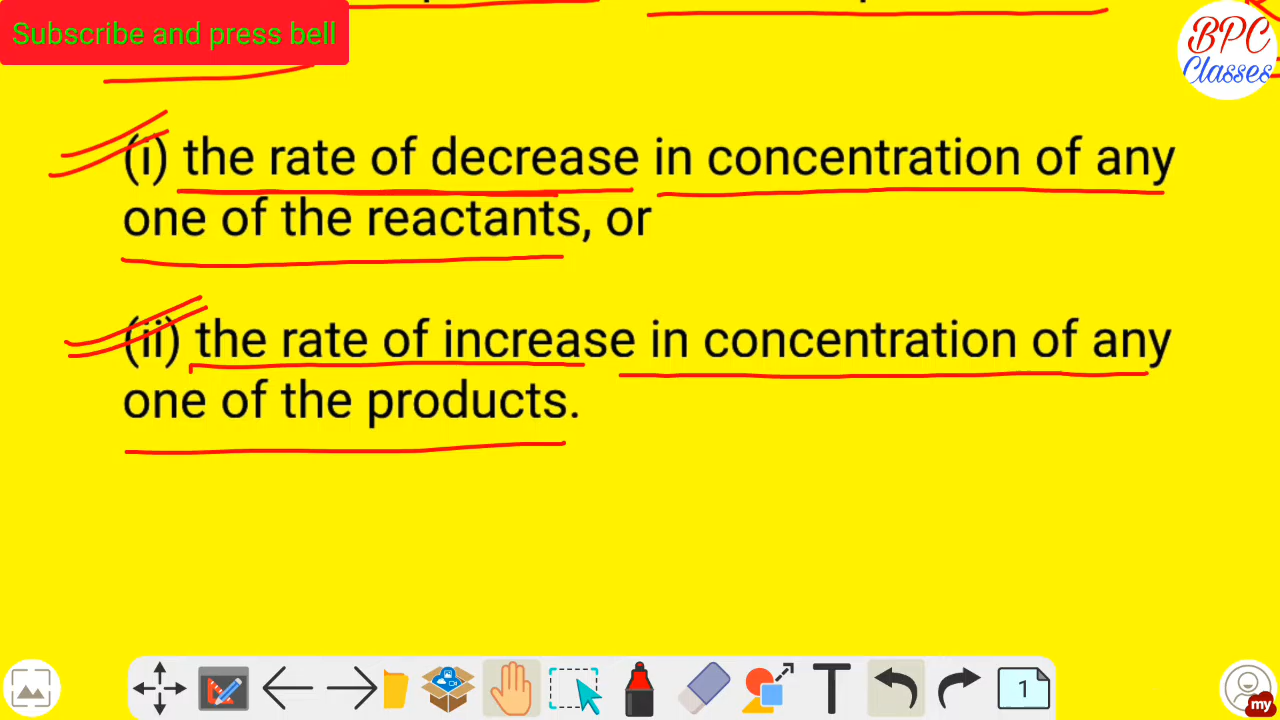 Subscribe and press bell
BPC
Classes
(i) the rate of decrease in concentration of any
one of the reactants, or
(ii) the rate of increase in concentration of any
one of the products.
T
1
my